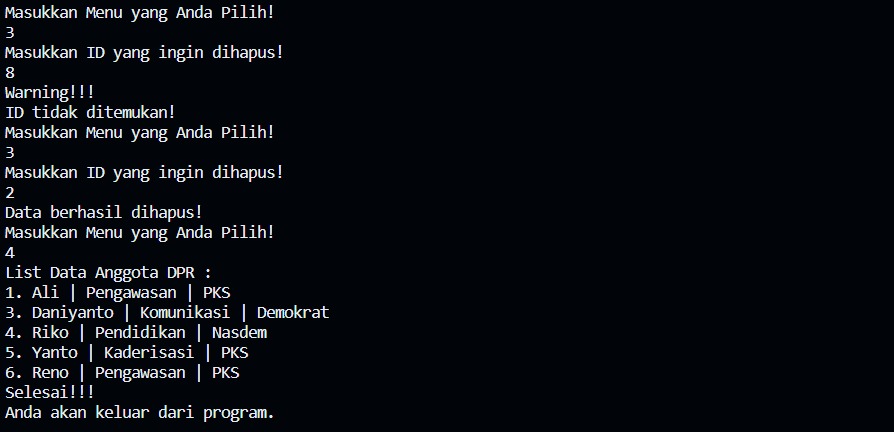 Masukkan Menu yang Anda Pilih!
3
Masukkan ID yang ingin dihapus!
8
Warning!!!
ID tidak ditemukan!
Masukkan Menu yang Anda Pilih!
3
Masukkan ID yang ingin dihapus!
2
Data berhasil dihapus!
Masukkan Menu yang Anda Pilih!
4
List Data Anggota DPR :
1. Ali | Pengawasan | PKS
3. Daniyanto | Komunikasi | Demokrat
4. Riko | Pendidikan | Nasdem
5. Yanto | Kaderisasi | PKS
6. Reno | Pengawasan | PKS
Selesai!!!
Anda akan keluar dari program.